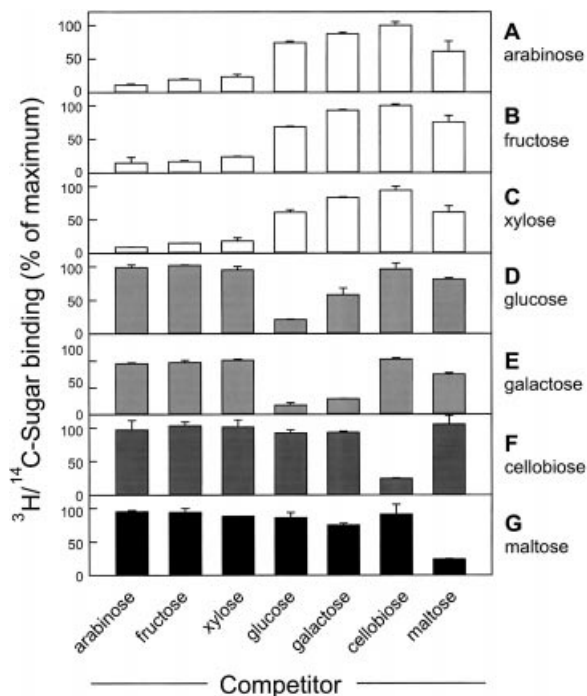 ³H/¹⁴C-Sugar binding (% of maximum)
100
50
0
A
arabinose
100
50
0
B
fructose
100
50
0
C
xylose
100
50
0
D
glucose
100
50
0
E
galactose
100
50
0
F
cellobiose
100
50
0
G
maltose
arabinose
fructose
xylose
glucose
galactose
cellobiose
maltose
Competitor